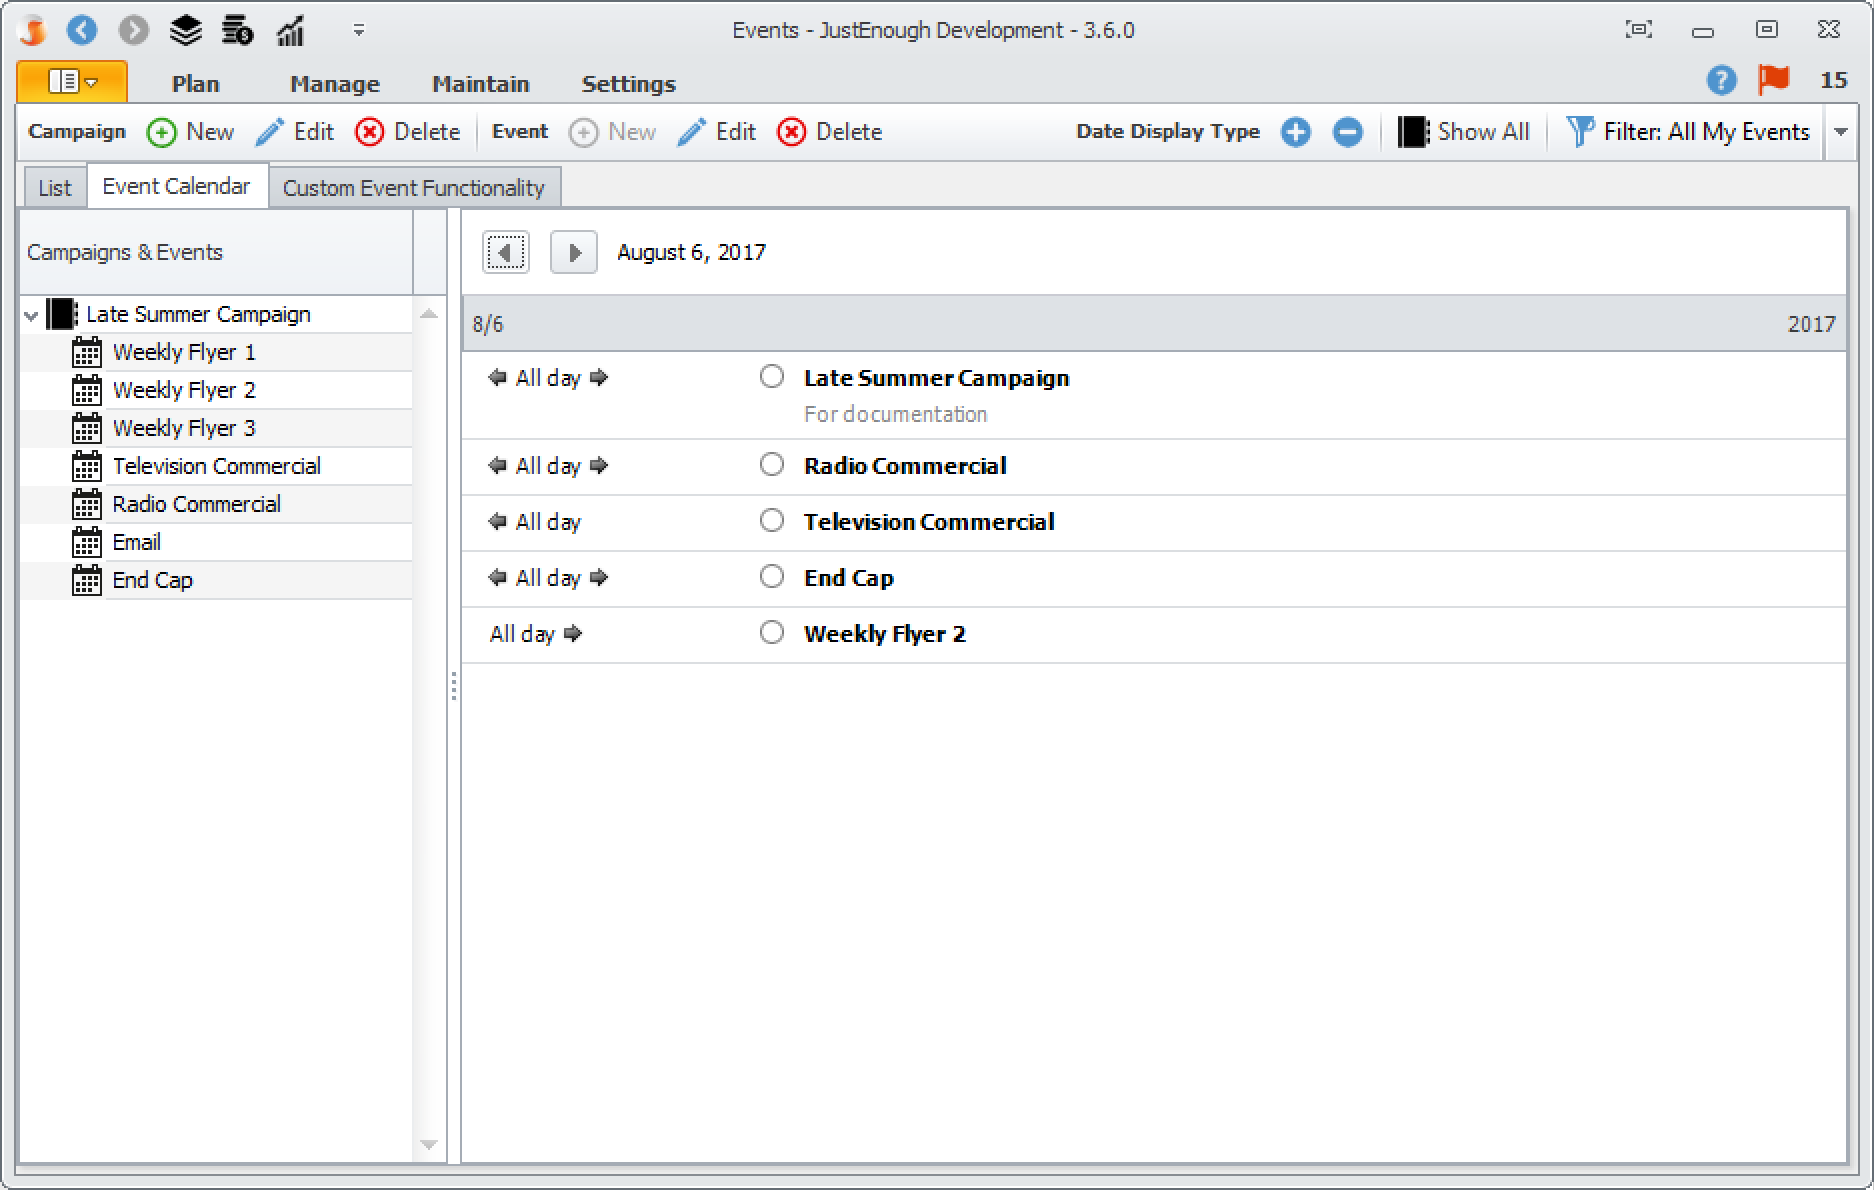 Events - JustEnough Development - 3.6.0
Plan Manage Maintain Settings 15
Campaign New Edit Delete Event New Edit Delete Date Display Type Show All Filter: All My Events
List Event Calendar Custom Event Functionality
Campaigns & Events
August 6, 2017
Late Summer Campaign
Weekly Flyer 1
Weekly Flyer 2
Weekly Flyer 3
Television Commercial
Radio Commercial
Email
End Cap
8/6 2017
All day Late Summer Campaign
For documentation
All day Radio Commercial
All day Television Commercial
All day End Cap
All day Weekly Flyer 2